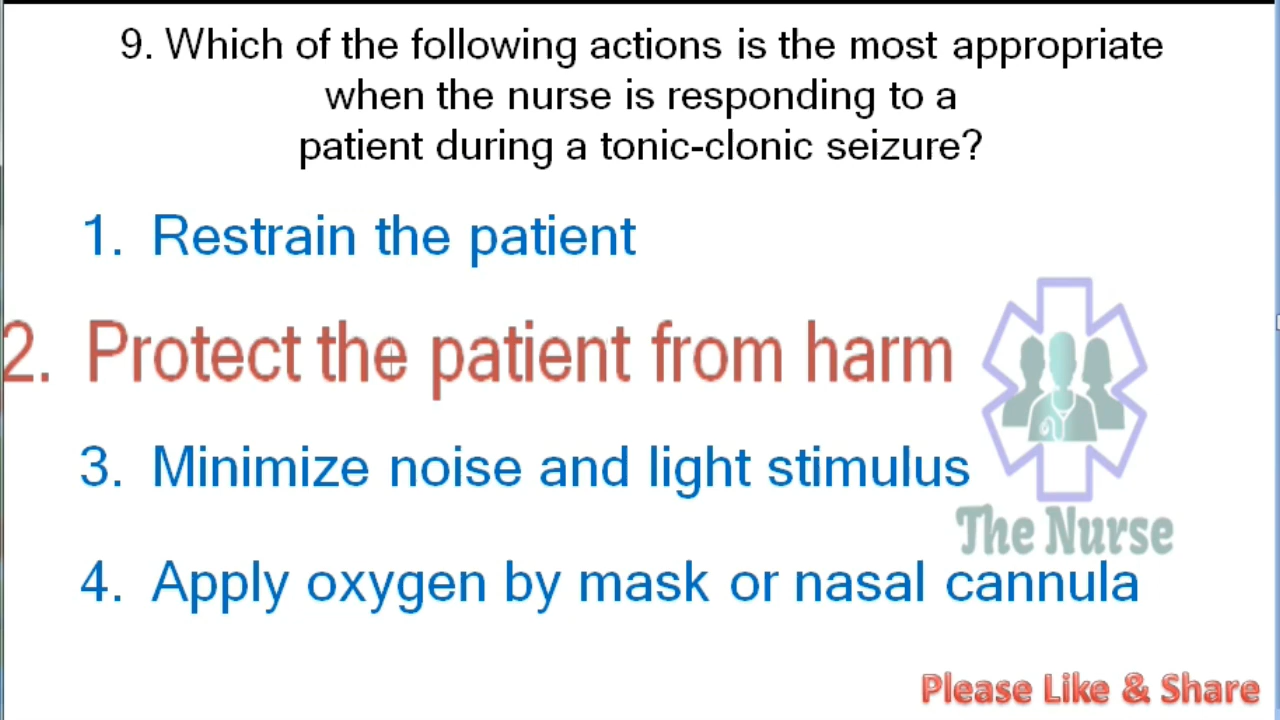 9. Which of the following actions is the most appropriate
when the nurse is responding to a
patient during a tonic-clonic seizure?
1. Restrain the patient
2. Protect the patient from harm
3. Minimize noise and light stimulus
The Nurse
4. Apply oxygen by mask or nasal cannula
Please Like & Share